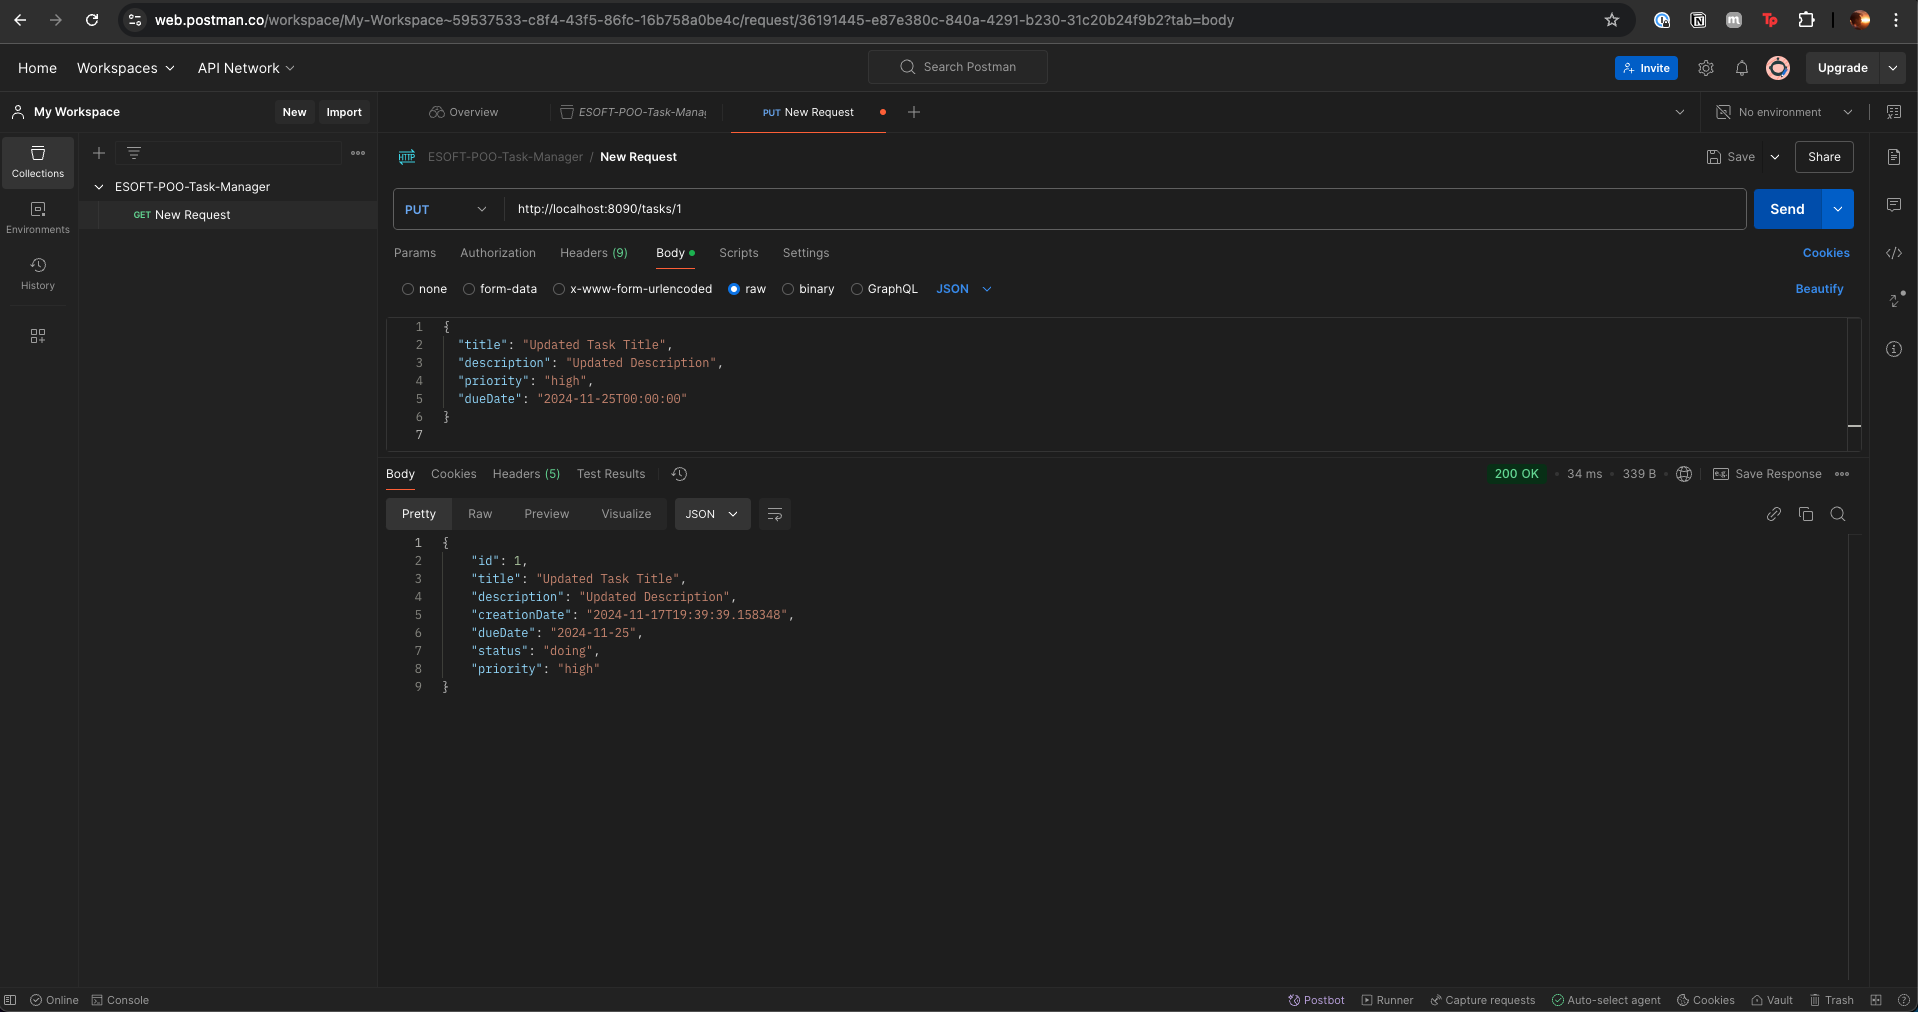 web.postman.co/workspace/My-Workspace~59537533-c8f4-43f5-86fc-16b758a0be4c/request/36191445-e87e380c-840a-4291-b230-31c20b24f9b2?tab=body
Home Workspaces API Network Search Postman Invite Upgrade
My Workspace New Import Overview ESOFT-POO-Task-Mana PUT New Request No environment
Collections
Environments
History
ESOFT-POO-Task-Manager
GET New Request
HTTP ESOFT-POO-Task-Manager / New Request Save Share
PUT http://localhost:8090/tasks/1 Send
Params Authorization Headers (9) Body Scripts Settings Cookies
none form-data x-www-form-urlencoded raw binary GraphQL JSON Beautify
1 {
2 "title": "Updated Task Title",
3 "description": "Updated Description",
4 "priority": "high",
5 "dueDate": "2024-11-25T00:00:00"
6 }
7
Body Cookies Headers (5) Test Results 200 OK • 34 ms • 339 B • e.g. Save Response
Pretty Raw Preview Visualize JSON
1 {
2 "id": 1,
3 "title": "Updated Task Title",
4 "description": "Updated Description",
5 "creationDate": "2024-11-17T19:39:39.158348",
6 "dueDate": "2024-11-25",
7 "status": "doing",
8 "priority": "high"
9 }
Online Console Postbot Runner Capture requests Auto-select agent Cookies Vault Trash